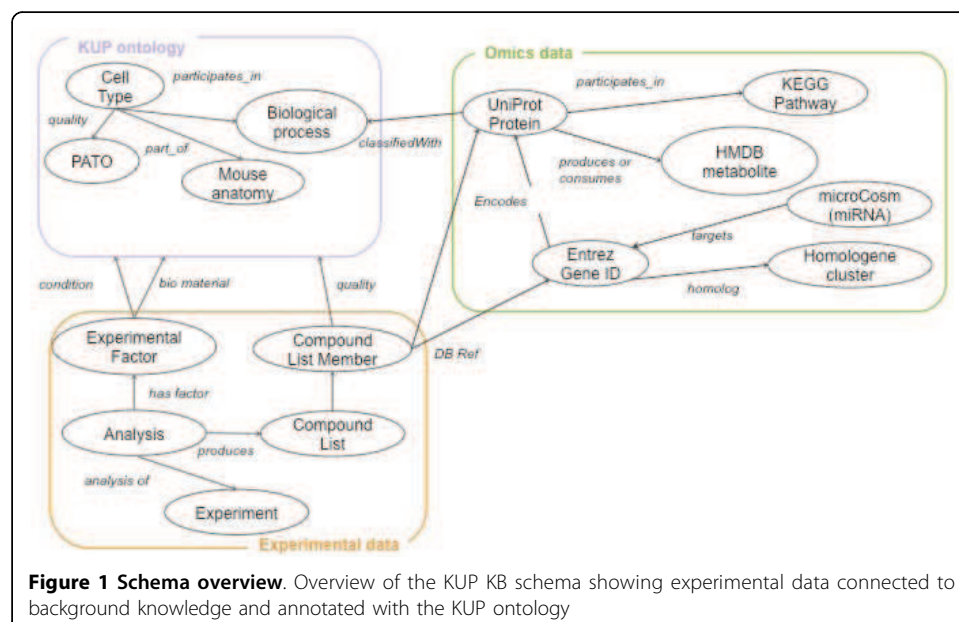 KUP ontology
Cell
Type
participates_in
quality
Biological
process
PATO
part_of
Mouse
anatomy
classifiedWith
Omics data
UniProt
Protein
participates_in
KEGG
Pathway
produces or
consumes
HMDB
metabolite
Encodes
microCosm
(miRNA)
targets
Entrez
Gene ID
Homologene
cluster
homolog
condition
bio material
quality
Experimental
Factor
Compound
List Member
DB Ref
has factor
Analysis
produces
Compound
List
analysis of
Experiment
Experimental data
Figure 1 Schema overview. Overview of the KUP KB schema showing experimental data connected to
background knowledge and annotated with the KUP ontology